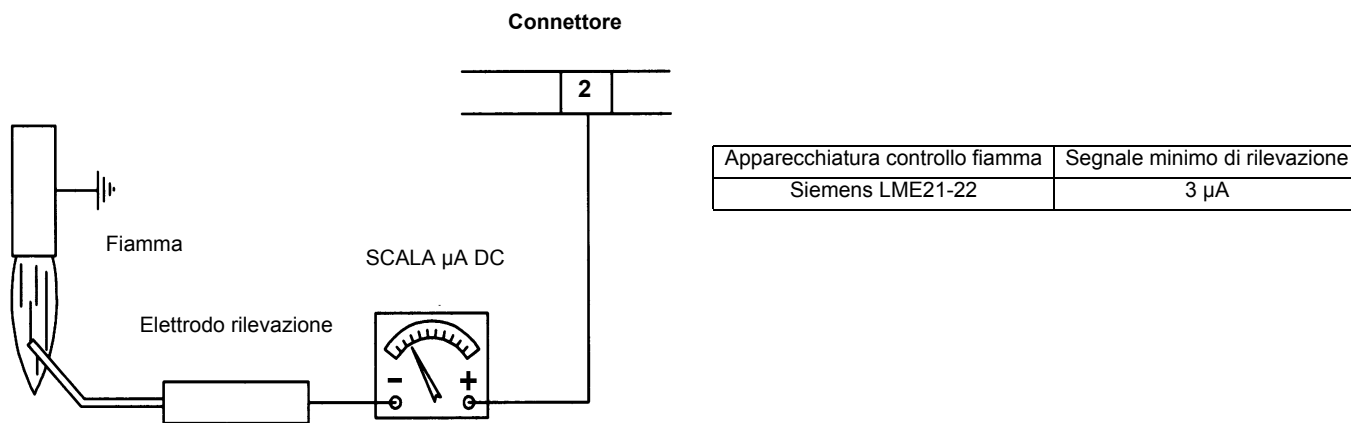 Connettore
2
Fiamma
SCALA µA DC
Elettrodo rilevazione
- +
Apparecchiatura controllo fiamma Segnale minimo di rilevazione
Siemens LME21-22 3 µA